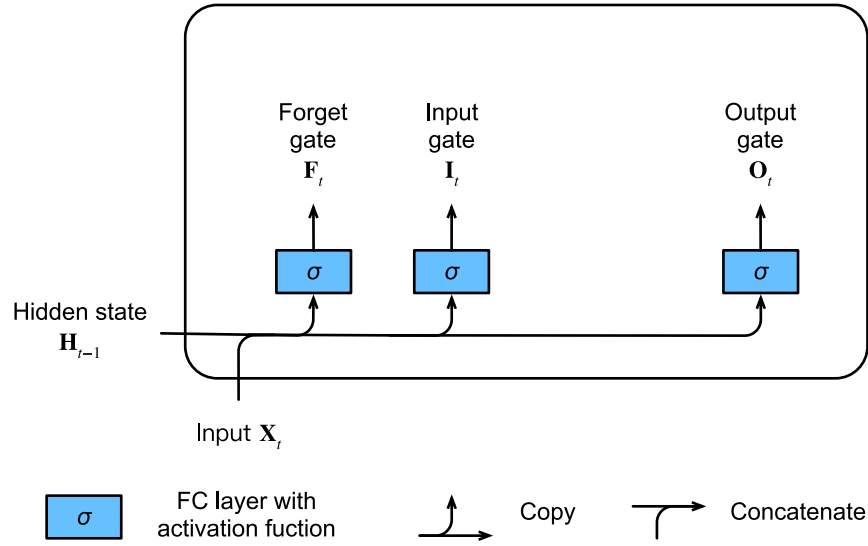 Forget
gate
F_t
Input
gate
I_t
Output
gate
O_t
σ
σ
σ
Hidden state
H_{t−1}
Input X_t
σ
FC layer with
activation fuction
Copy
Concatenate